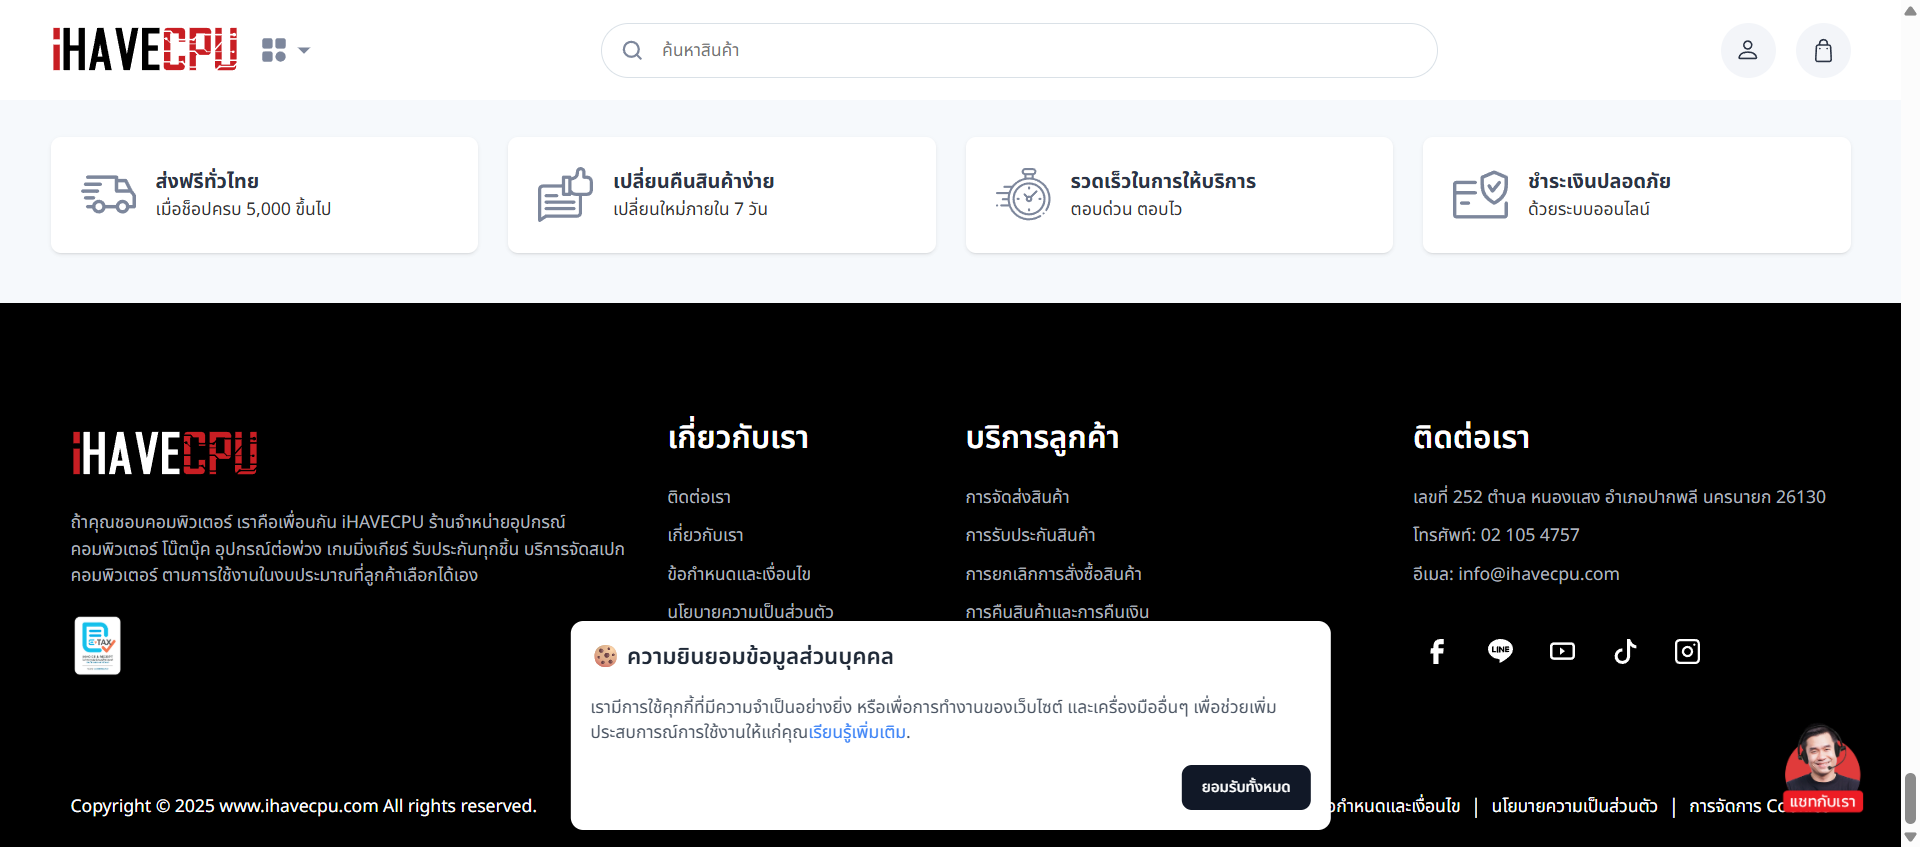 iHAVECPU
ค้นหาสินค้า
ส่งฟรีทั่วไทย
เมื่อช็อปครบ 5,000 ขึ้นไป
เปลี่ยนคืนสินค้าง่าย
เปลี่ยนใหม่ภายใน 7 วัน
รวดเร็วในการให้บริการ
ตอบด่วน ตอบไว
ชำระเงินปลอดภัย
ด้วยระบบออนไลน์
iHAVECPU
ถ้าคุณชอบคอมพิวเตอร์ เราคือเพื่อนกัน iHAVECPU ร้านจำหน่ายอุปกรณ์
คอมพิวเตอร์ โน๊ตบุ๊ค อุปกรณ์ต่อพ่วง เกมมิ่งเกียร์ รับประกันทุกชิ้น บริการจัดสเปก
คอมพิวเตอร์ ตามการใช้งานในงบประมาณที่ลูกค้าเลือกได้เอง
เกี่ยวกับเรา
ติดต่อเรา
เกี่ยวกับเรา
ข้อกำหนดและเงื่อนไข
นโยบายความเป็นส่วนตัว
บริการลูกค้า
การจัดส่งสินค้า
การรับประกันสินค้า
การยกเลิกการสั่งซื้อสินค้า
การคืนสินค้าและการคืนเงิน
ติดต่อเรา
เลขที่ 252 ตำบล หนองแสง อำเภอปากพลี นครนายก 26130
โทรศัพท์: 02 105 4757
อีเมล: info@ihavecpu.com
LINE
ความยินยอมข้อมูลส่วนบุคคล
เรามีการใช้คุกกี้ที่มีความจำเป็นอย่างยิ่ง หรือเพื่อการทำงานของเว็บไซต์ และเครื่องมืออื่นๆ เพื่อช่วยเพิ่ม
ประสบการณ์การใช้งานให้แก่คุณเรียนรู้เพิ่มเติม.
ยอมรับทั้งหมด
Copyright © 2025 www.ihavecpu.com All rights reserved.
กำหนดและเงื่อนไข | นโยบายความเป็นส่วนตัว | การจัดการ
แชทกับเรา